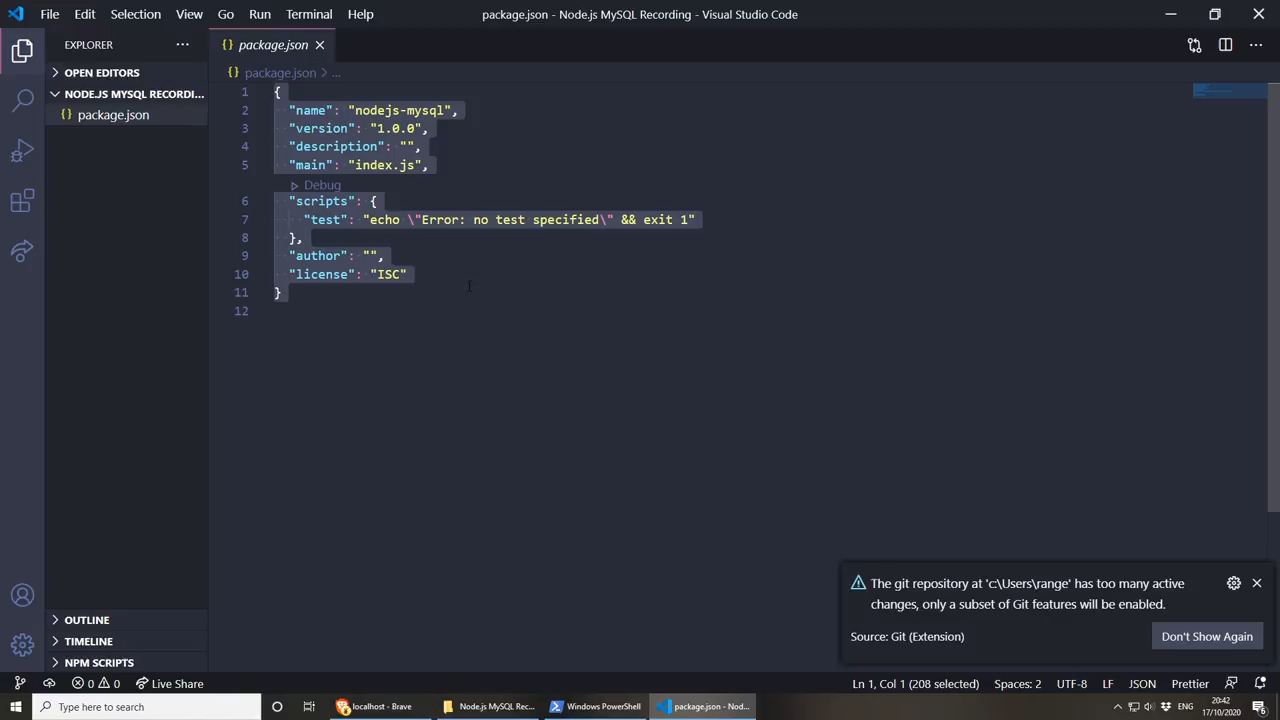 File Edit Selection View Go Run Terminal Help
package.json - Node.js MySQL Recording - Visual Studio Code
EXPLORER
OPEN EDITORS
NODE.JS MYSQL RECORDI...
package.json
package.json
package.json > ...
1 {
2 "name": "nodejs-mysql",
3 "version": "1.0.0",
4 "description": "",
5 "main": "index.js",
Debug
6 "scripts": {
7 "test": "echo \"Error: no test specified\" && exit 1"
8 },
9 "author": "",
10 "license": "ISC"
11 }
12
The git repository at 'c:\Users\range' has too many active
changes, only a subset of Git features will be enabled.
Source: Git (Extension)
Don't Show Again
OUTLINE
TIMELINE
NPM SCRIPTS
0 0 Live Share
Ln 1, Col 1 (208 selected) Spaces: 2 UTF-8 LF JSON Prettier
Type here to search
localhost - Brave
Node.js MySQL Rec...
Windows PowerShell
package.json - Nod...
ENG
20:42
17/10/2020
6